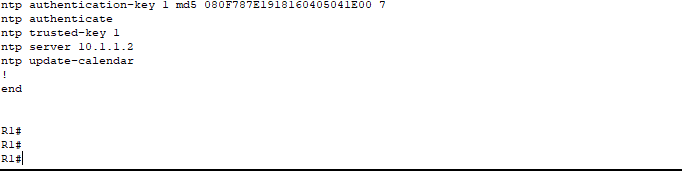 ntp authentication-key 1 md5 080F787E1918160405041E00 7
ntp authenticate
ntp trusted-key 1
ntp server 10.1.1.2
ntp update-calendar
!
end
R1#
R1#
R1#